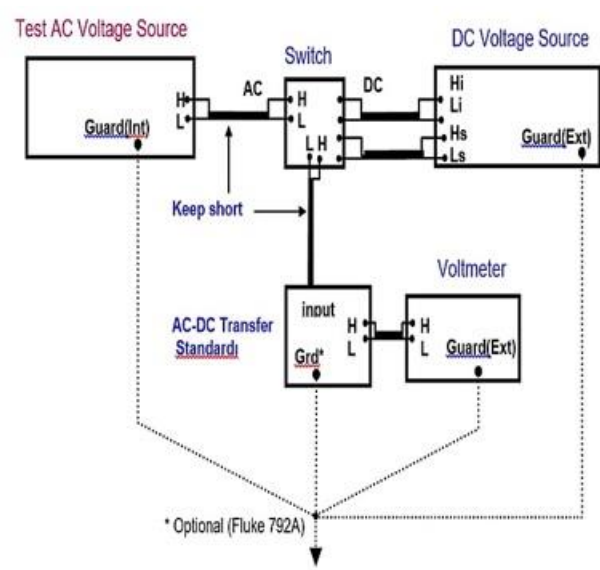 Test AC Voltage Source
Switch
DC Voltage Source
AC
DC
H
L
Guard(Int)
H
L
L H
Hi
Li
Hs
Ls
Guard(Ext)
Keep short
Voltmeter
AC-DC Transfer
Standardı
input
H
L
Grd*
H
L
Guard(Ext)
* Optional (Fluke 792A)